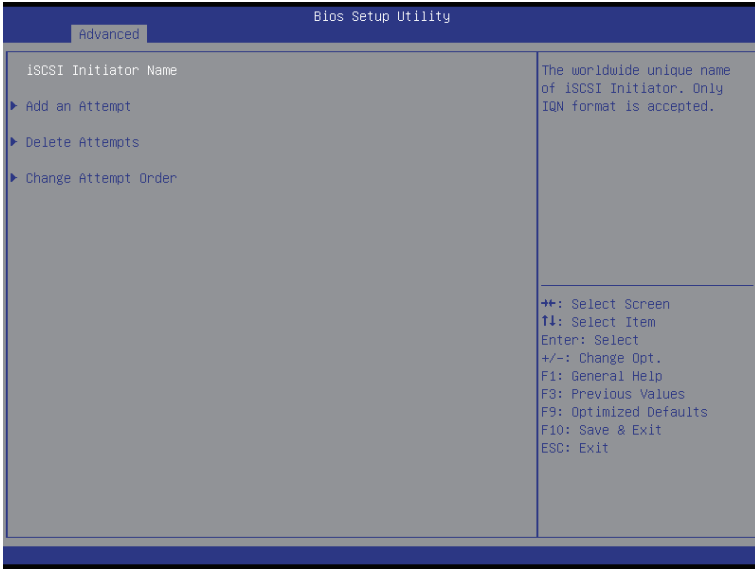 Bios Setup Utility
Advanced
iSCSI Initiator Name
Add an Attempt
Delete Attempts
Change Attempt Order
The worldwide unique name
of iSCSI Initiator. Only
IQN format is accepted.
→←: Select Screen
↑↓: Select Item
Enter: Select
+/-: Change Opt.
F1: General Help
F3: Previous Values
F9: Optimized Defaults
F10: Save & Exit
ESC: Exit